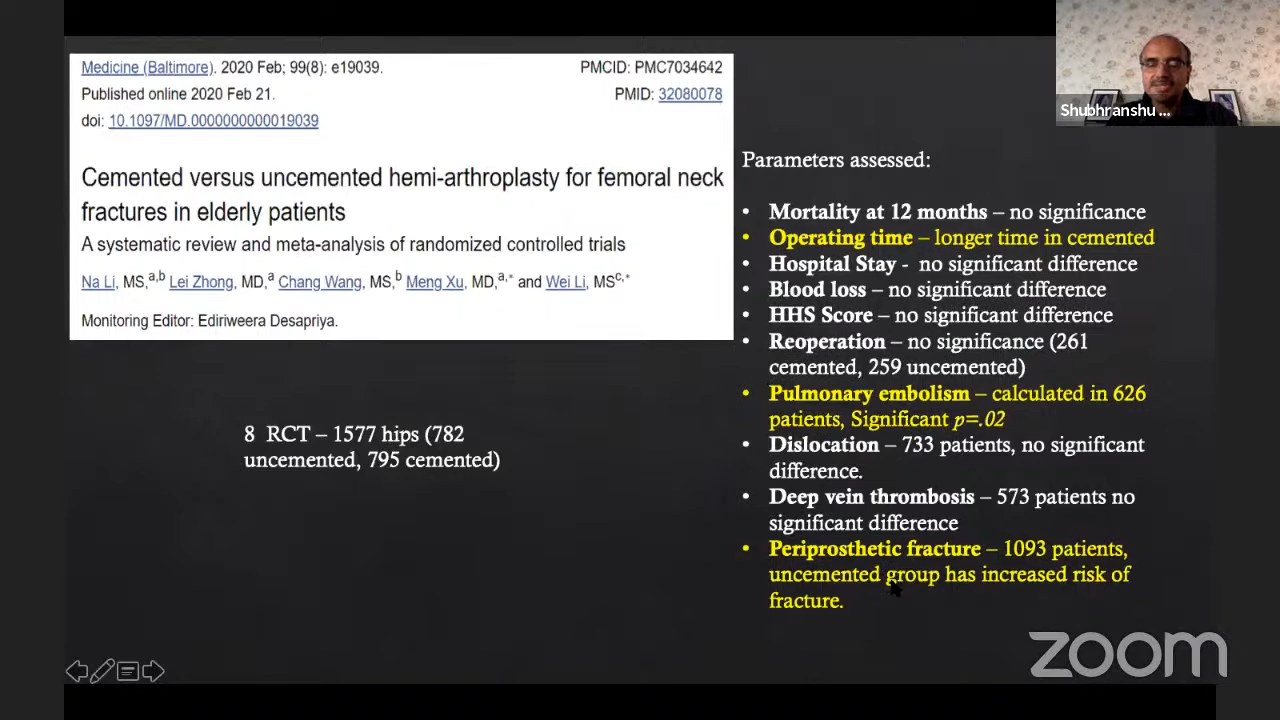 Medicine (Baltimore). 2020 Feb; 99(8): e19039.
PMCID: PMC7034642
Published online 2020 Feb 21.
PMID: 32080078
doi: 10.1097/MD.0000000000019039
Cemented versus uncemented hemi-arthroplasty for femoral neck
fractures in elderly patients
A systematic review and meta-analysis of randomized controlled trials
Na Li, MS,a,b Lei Zhong, MD,a Chang Wang, MS,b Meng Xu, MD,a,* and Wei Li, MSc,*
Monitoring Editor: Ediriweera Desapriya.
8 RCT – 1577 hips (782
uncemented, 795 cemented)
Shubhranshu ...
Parameters assessed:
• Mortality at 12 months – no significance
• Operating time – longer time in cemented
• Hospital Stay - no significant difference
• Blood loss – no significant difference
• HHS Score – no significant difference
• Reoperation – no significance (261
cemented, 259 uncemented)
• Pulmonary embolism – calculated in 626
patients, Significant p=.02
• Dislocation – 733 patients, no significant
difference.
• Deep vein thrombosis – 573 patients no
significant difference
• Periprosthetic fracture – 1093 patients,
uncemented group has increased risk of
fracture.
zoom